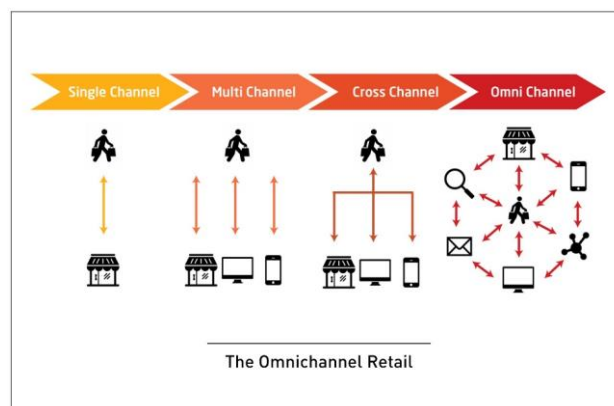 Single Channel
Multi Channel
Cross Channel
Omni Channel
The Omnichannel Retail